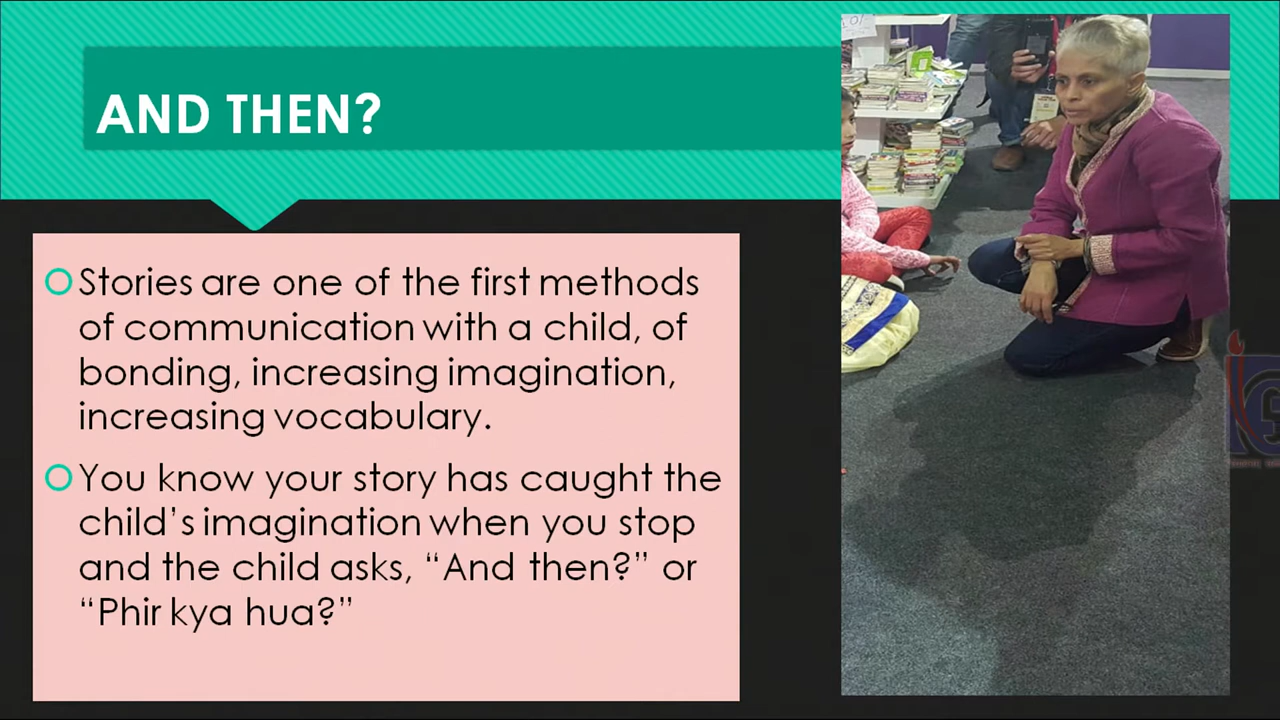 AND THEN?
Stories are one of the first methods
of communication with a child, of
bonding, increasing imagination,
increasing vocabulary.
You know your story has caught the
child's imagination when you stop
and the child asks, “And then?” or
“Phir kya hua?”